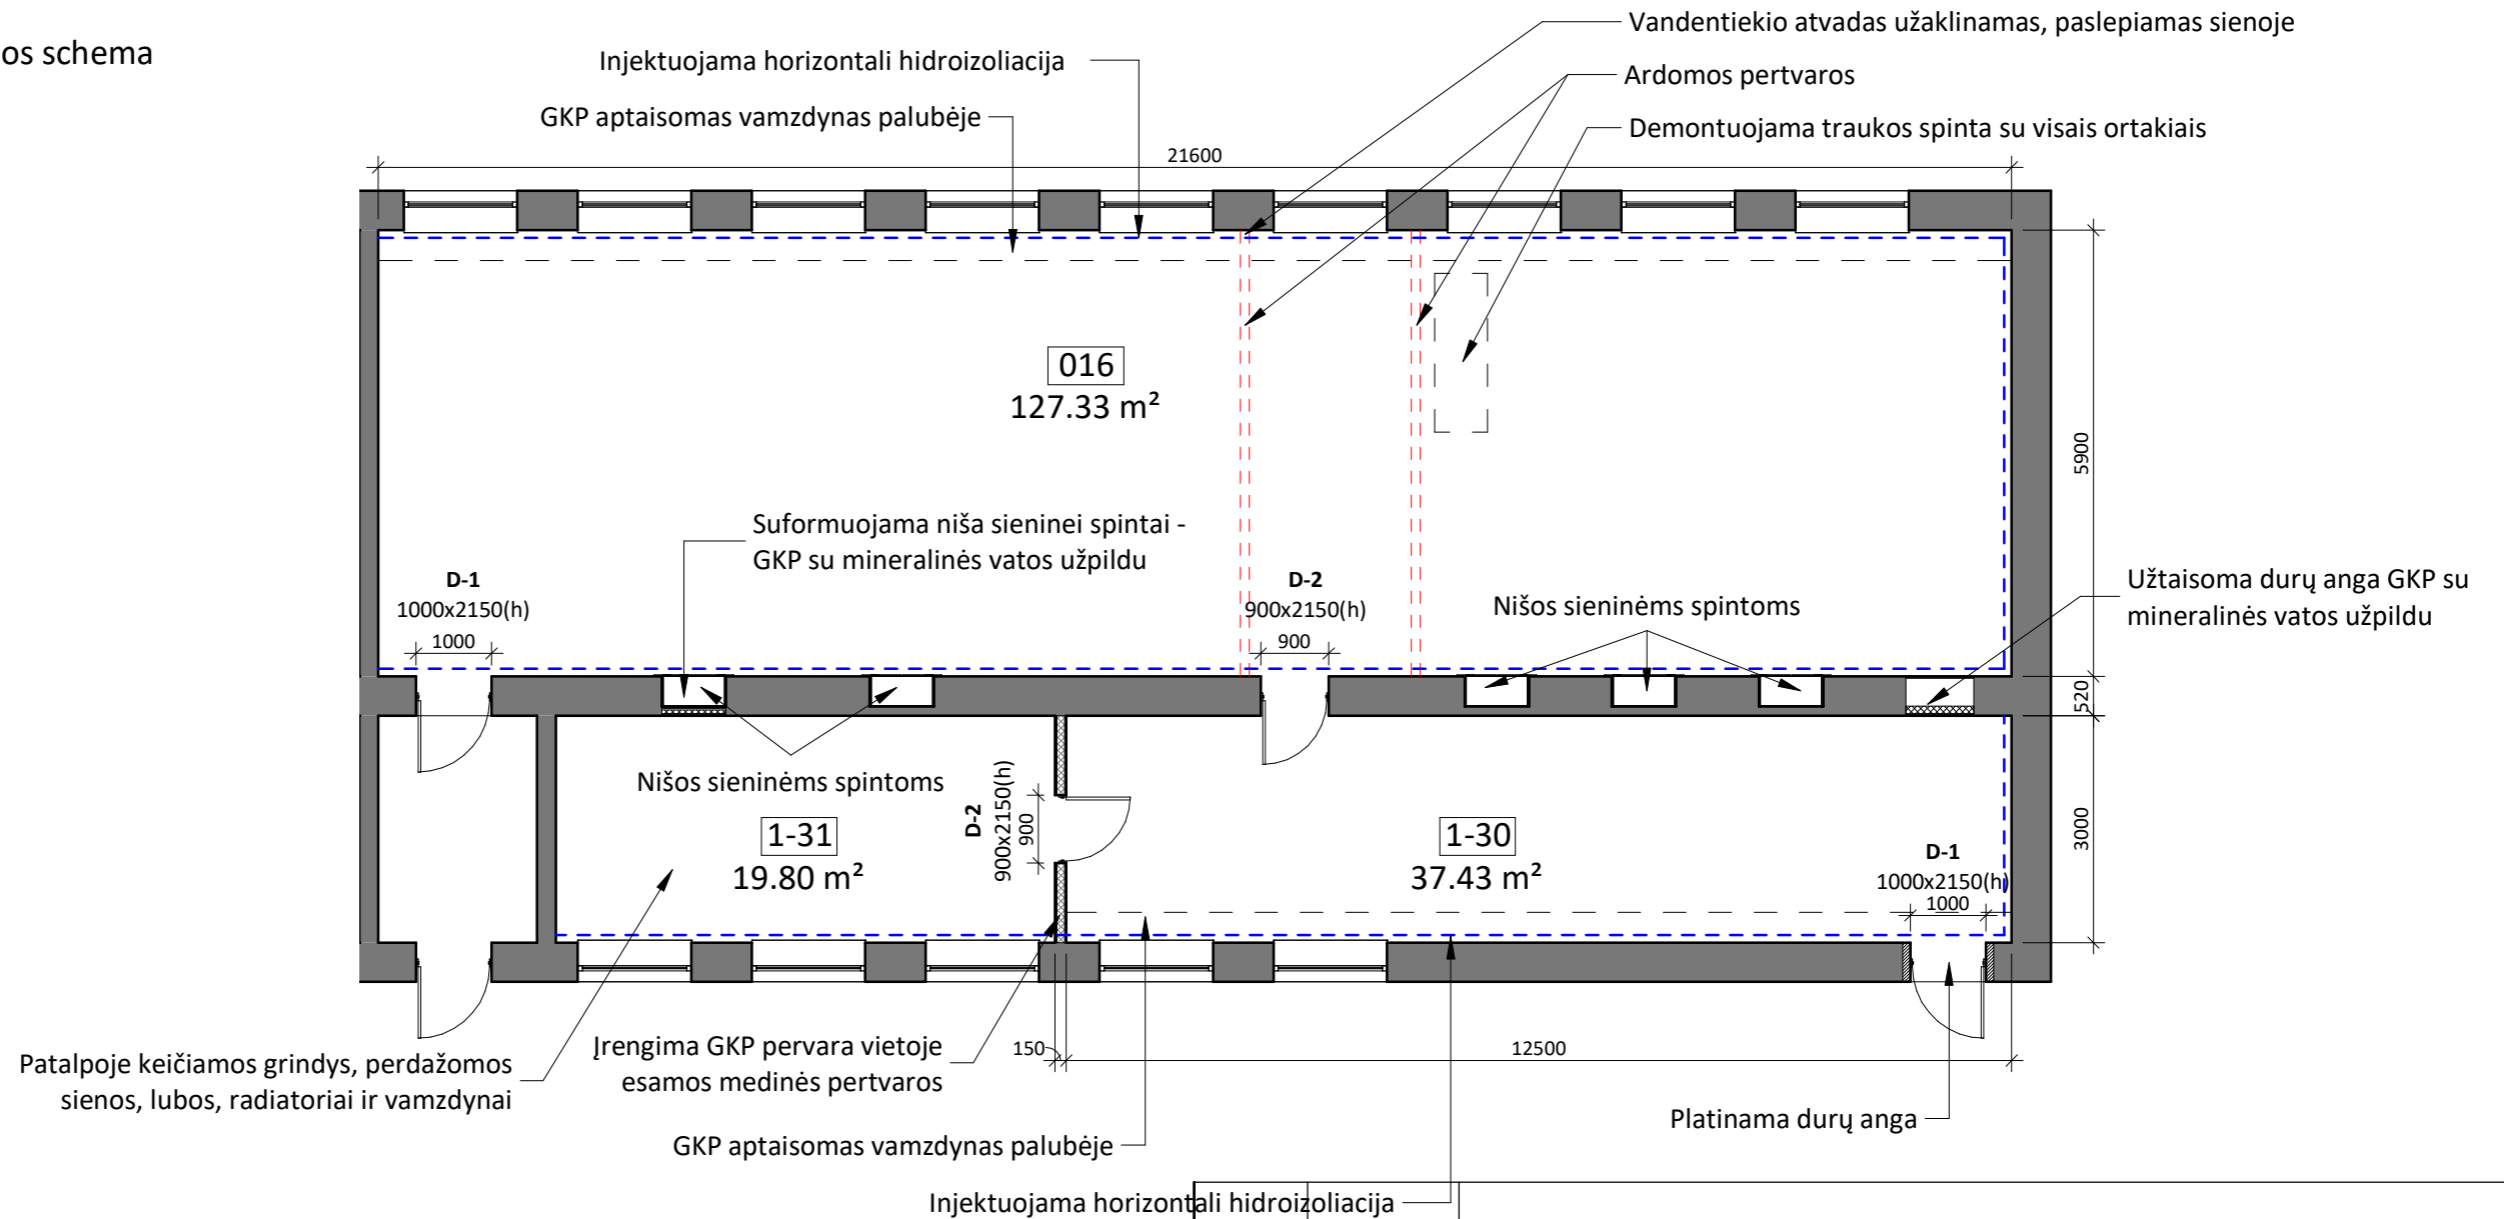 os schema
Vandentiekio atvadas užaklinamas, paslepiamas sienoje
Injektuojama horizontali hidroizoliacija
Ardomos pertvaros
GKP aptaisomas vamzdynas palubėje
Demontuojama traukos spinta su visais ortakiais
21600
016
127.33 m²
5900
Suformuojama niša sieninei spintai -
GKP su mineralinės vatos užpildu
D-1
1000x2150(h)
1000
D-2
900x2150(h)
900
Nišos sieninėms spintoms
Užtaisoma durų anga GKP su
mineralinės vatos užpildu
520
Nišos sieninėms spintoms
D-2
900x2150(h)
900
1-31
19.80 m²
1-30
37.43 m²
3000
D-1
1000x2150(h)
1000
Įrengima GKP pervara vietoje
esamos medinės pertvaros
150
12500
Patalpoje keičiamos grindys, perdažomos
sienos, lubos, radiatoriai ir vamzdynai
Platinama durų anga
GKP aptaisomas vamzdynas palubėje
Injektuojama horizontali hidroizoliacija